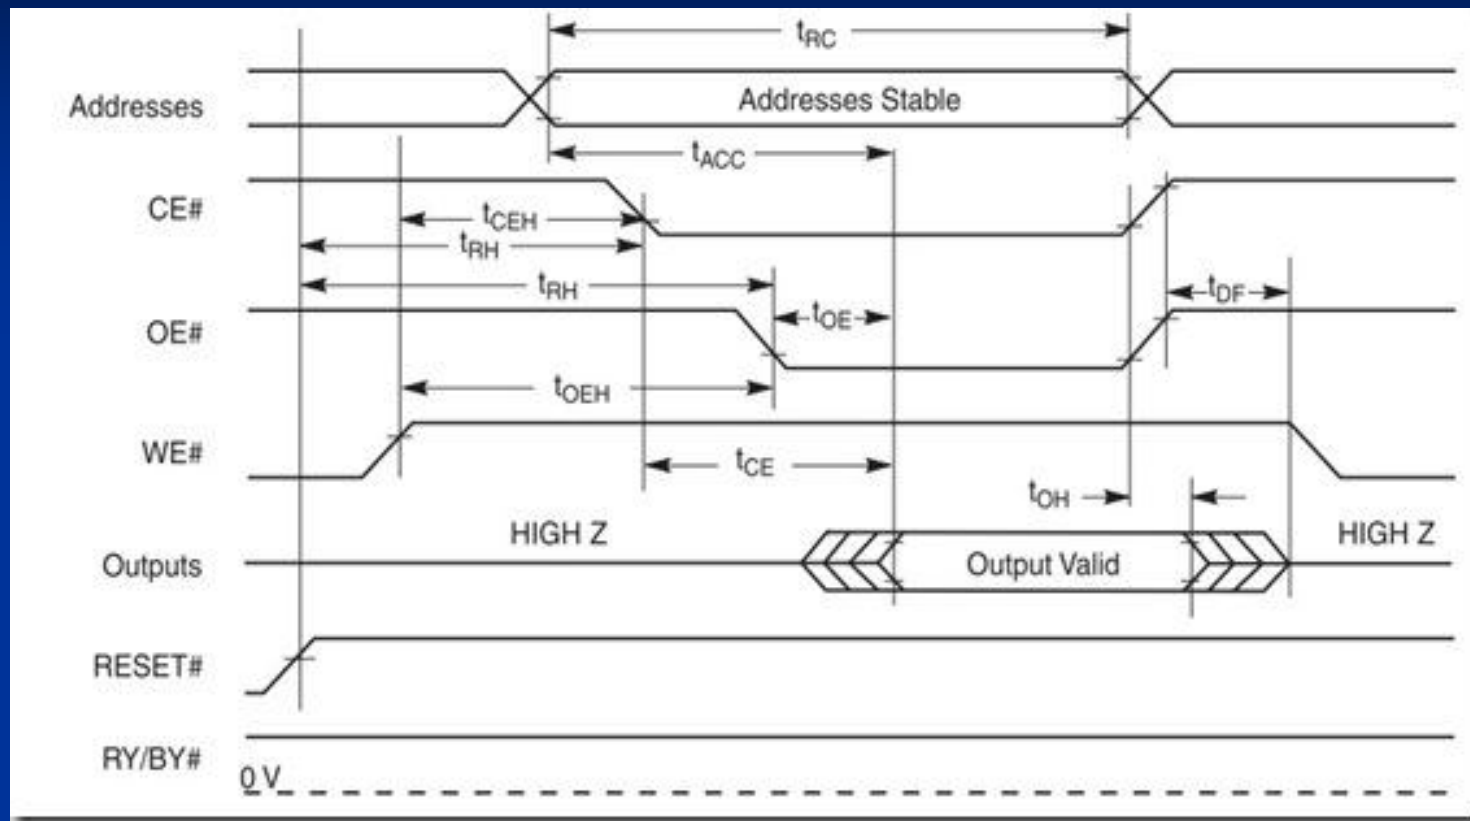 tRC
Addresses
Addresses Stable
tACC
CE#
tCEH
tRH
tRH
tDF
OE#
tOE
tOEH
WE#
tCE
tOH
HIGH Z
HIGH Z
Outputs
Output Valid
RESET#
RY/BY#
0 V